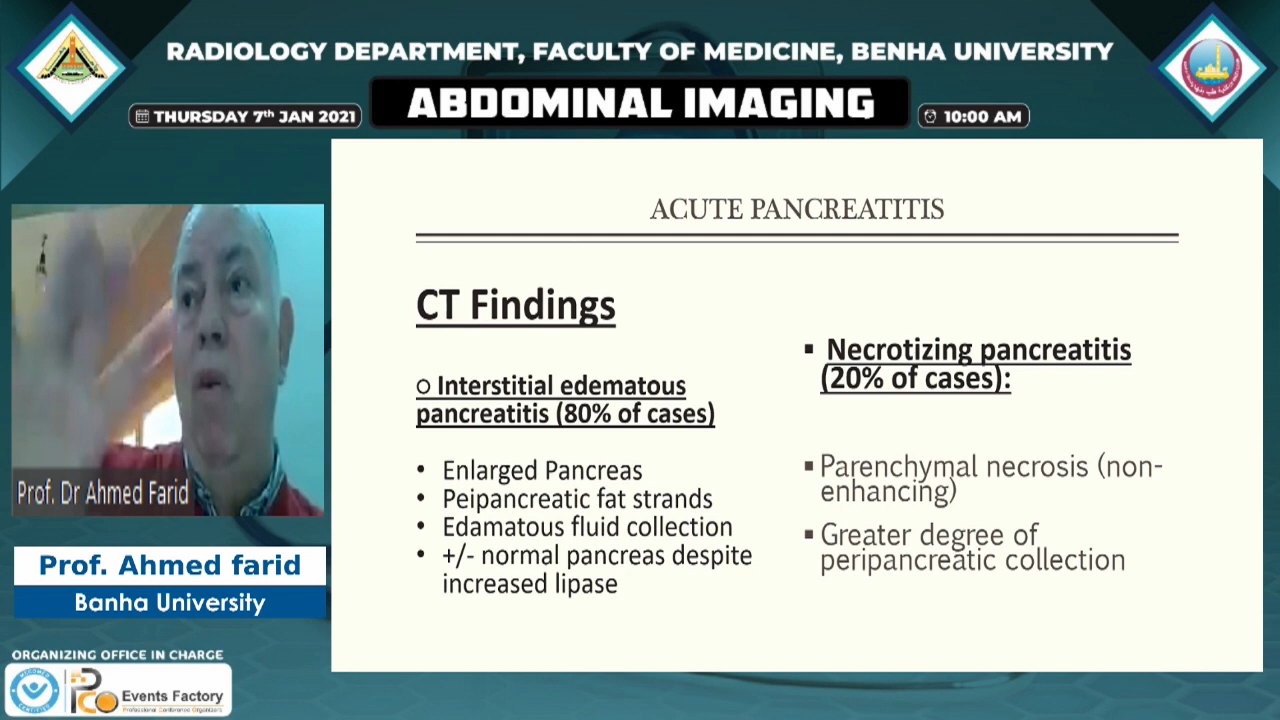 RADIOLOGY DEPARTMENT, FACULTY OF MEDICINE, BENHA UNIVERSITY
THURSDAY 7th JAN 2021
ABDOMINAL IMAGING
10:00 AM
ACUTE PANCREATITIS
CT Findings
Interstitial edematous
pancreatitis (80% of cases)
• Enlarged Pancreas
• Peipancreatic fat strands
• Edamatous fluid collection
• +/- normal pancreas despite
increased lipase
▪ Necrotizing pancreatitis
(20% of cases):
▪ Parenchymal necrosis (non-
enhancing)
▪ Greater degree of
peripancreatic collection
Prof. Dr Ahmed Farid
Prof. Ahmed farid
Banha University
ORGANIZING OFFICE IN CHARGE
Events Factory
Professional Conference Organizers